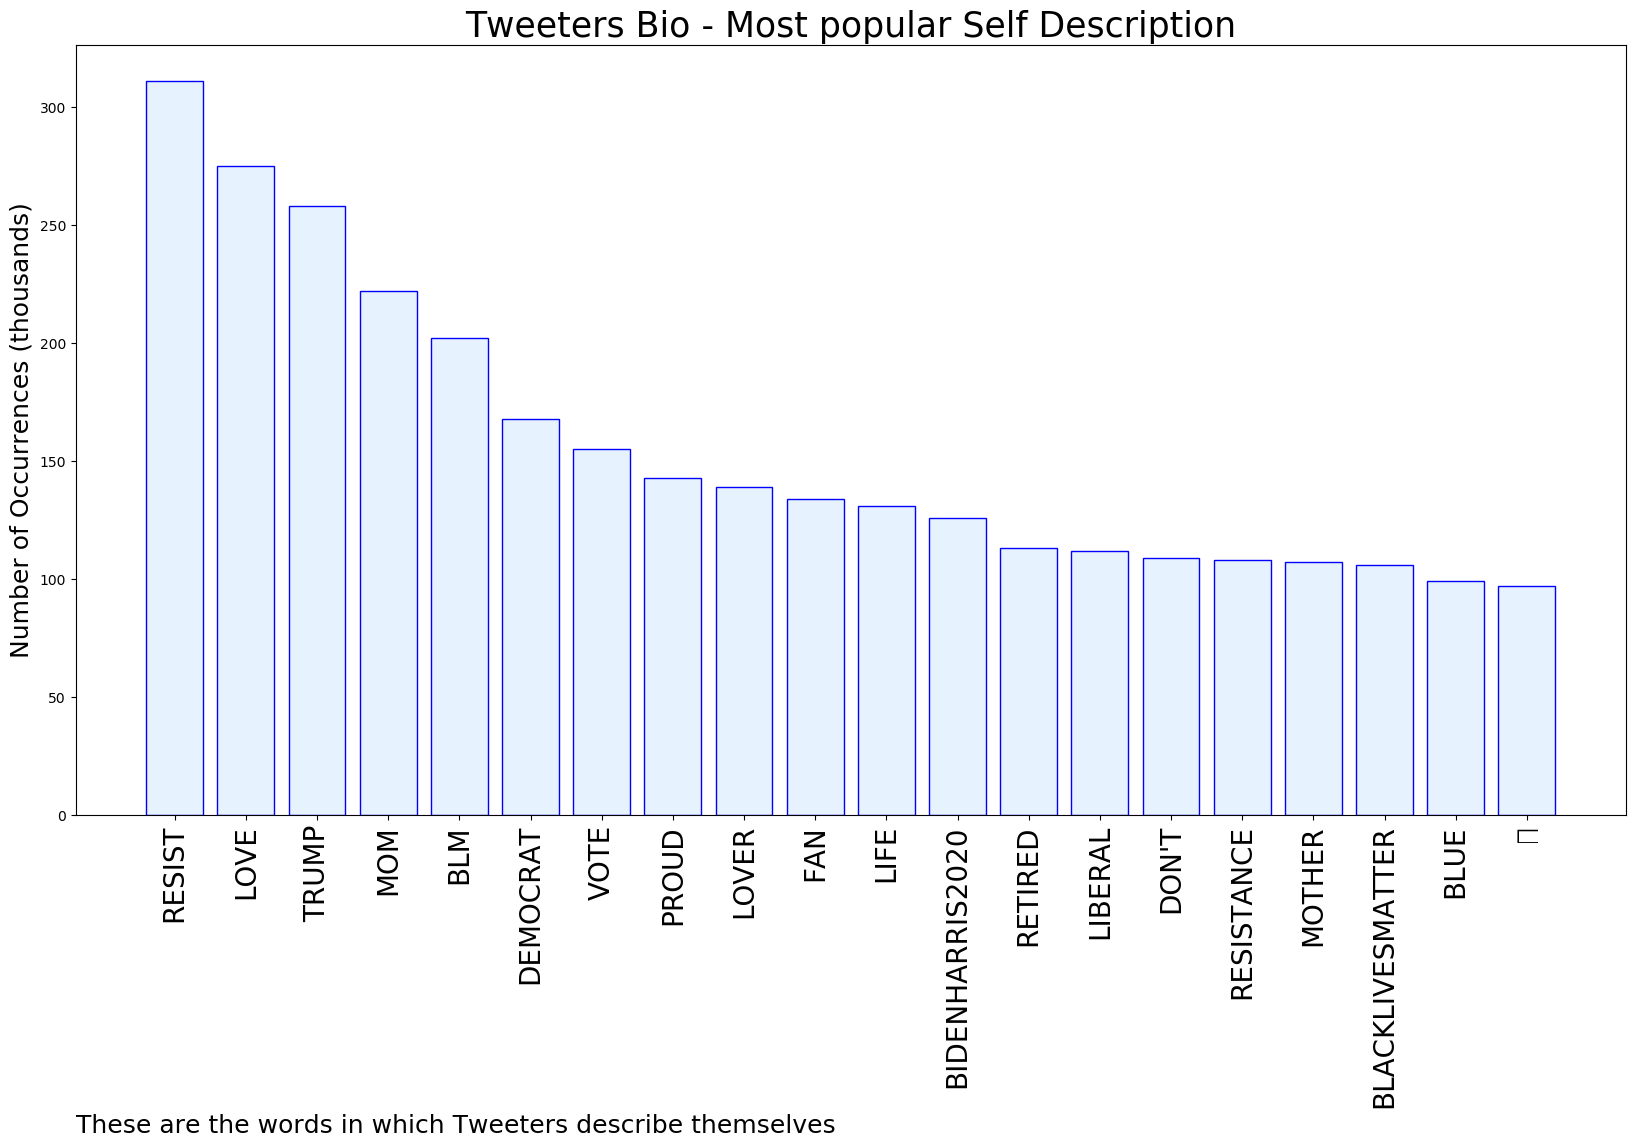 Tweeters Bio - Most popular Self Description
Number of Occurrences (thousands)
300
250
200
150
100
50
0
RESIST
LOVE
TRUMP
MOM
BLM
DEMOCRAT
VOTE
PROUD
LOVER
FAN
LIFE
BIDENHARRIS2020
RETIRED
LIBERAL
DON'T
RESISTANCE
MOTHER
BLACKLIVESMATTER
BLUE
These are the words in which Tweeters describe themselves